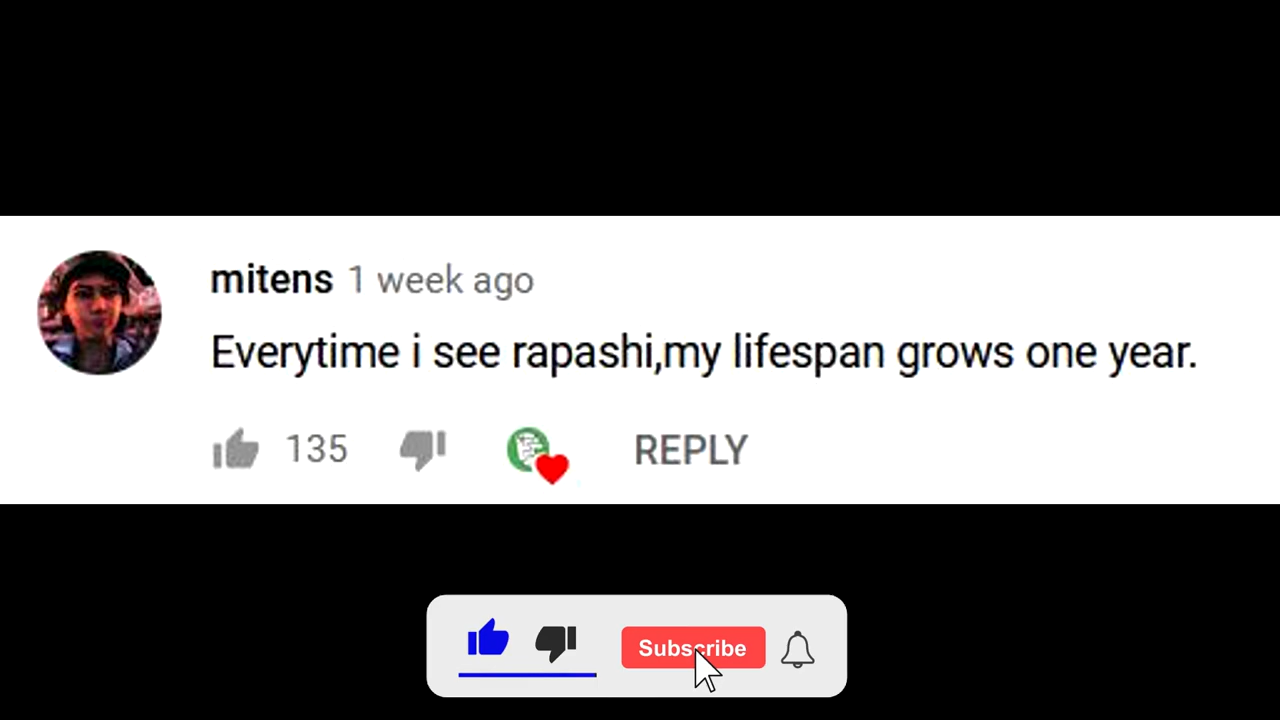 mitens 1 week ago
Everytime i see rapashi,my lifespan grows one year.
135 REPLY
Subscribe